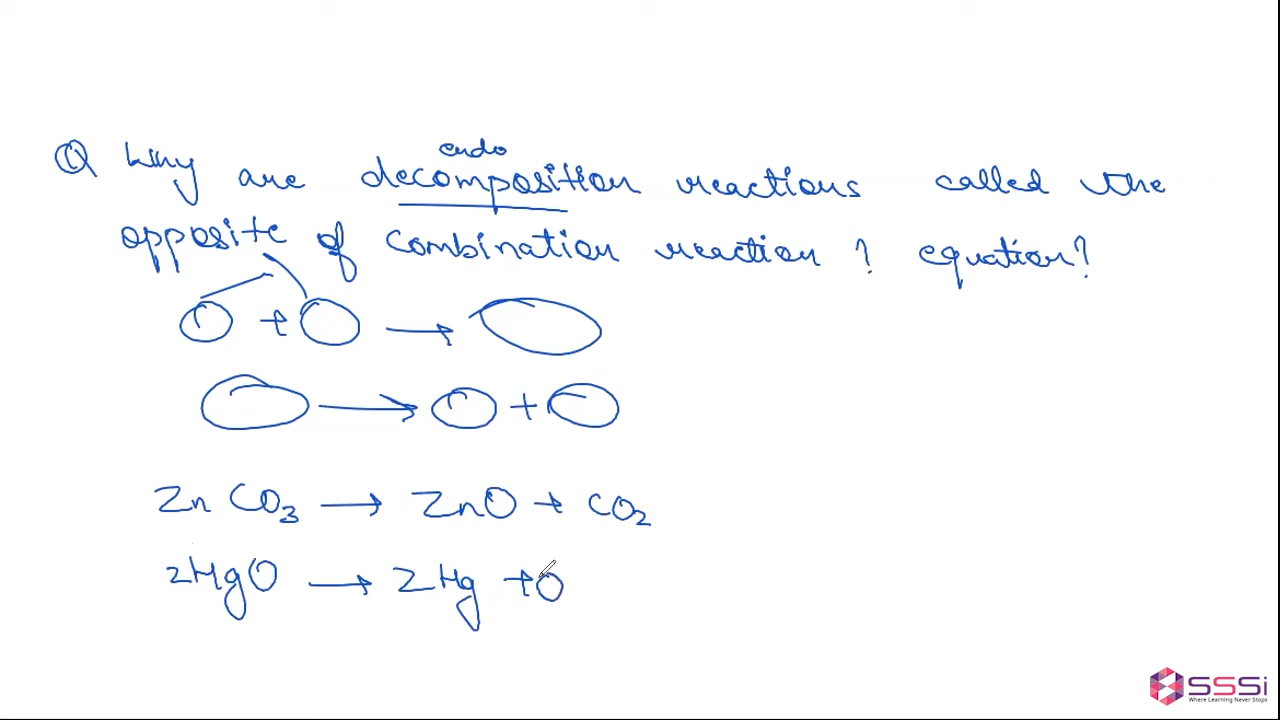 Q Why are decomposition reactions called the
endo
opposite of combination reaction ? equation?
+ →
→ +
ZnCO3 → ZnO + CO2
2HgO → 2Hg + O
SSSi
Where Learning Never Stops